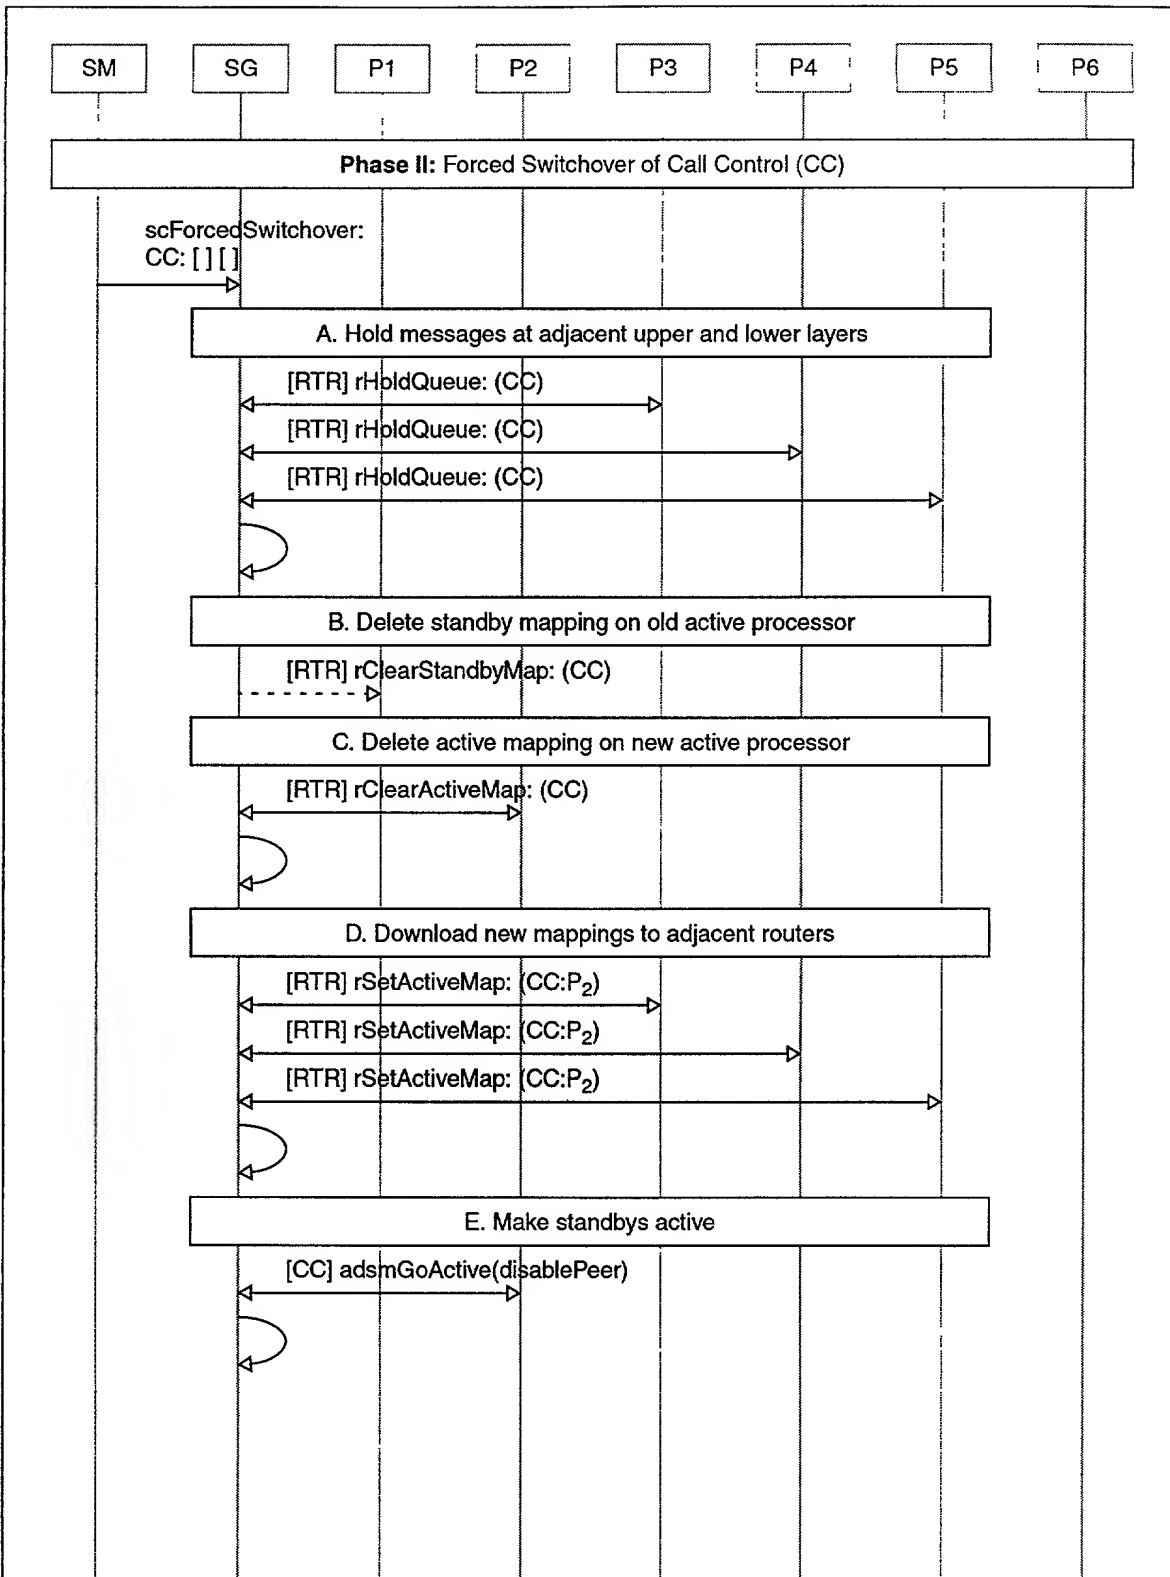 SM SG P1 P2 P3 P4 P5 P6
Phase II: Forced Switchover of Call Control (CC)
scForcedSwitchover:
CC: [ ] [ ]
A. Hold messages at adjacent upper and lower layers
[RTR] rHoldQueue: (CC)
[RTR] rHoldQueue: (CC)
[RTR] rHoldQueue: (CC)
B. Delete standby mapping on old active processor
[RTR] rClearStandbyMap: (CC)
C. Delete active mapping on new active processor
[RTR] rClearActiveMap: (CC)
D. Download new mappings to adjacent routers
[RTR] rSetActiveMap: (CC:P₂)
[RTR] rSetActiveMap: (CC:P₂)
[RTR] rSetActiveMap: (CC:P₂)
E. Make standbys active
[CC] adsmGoActive(disablePeer)